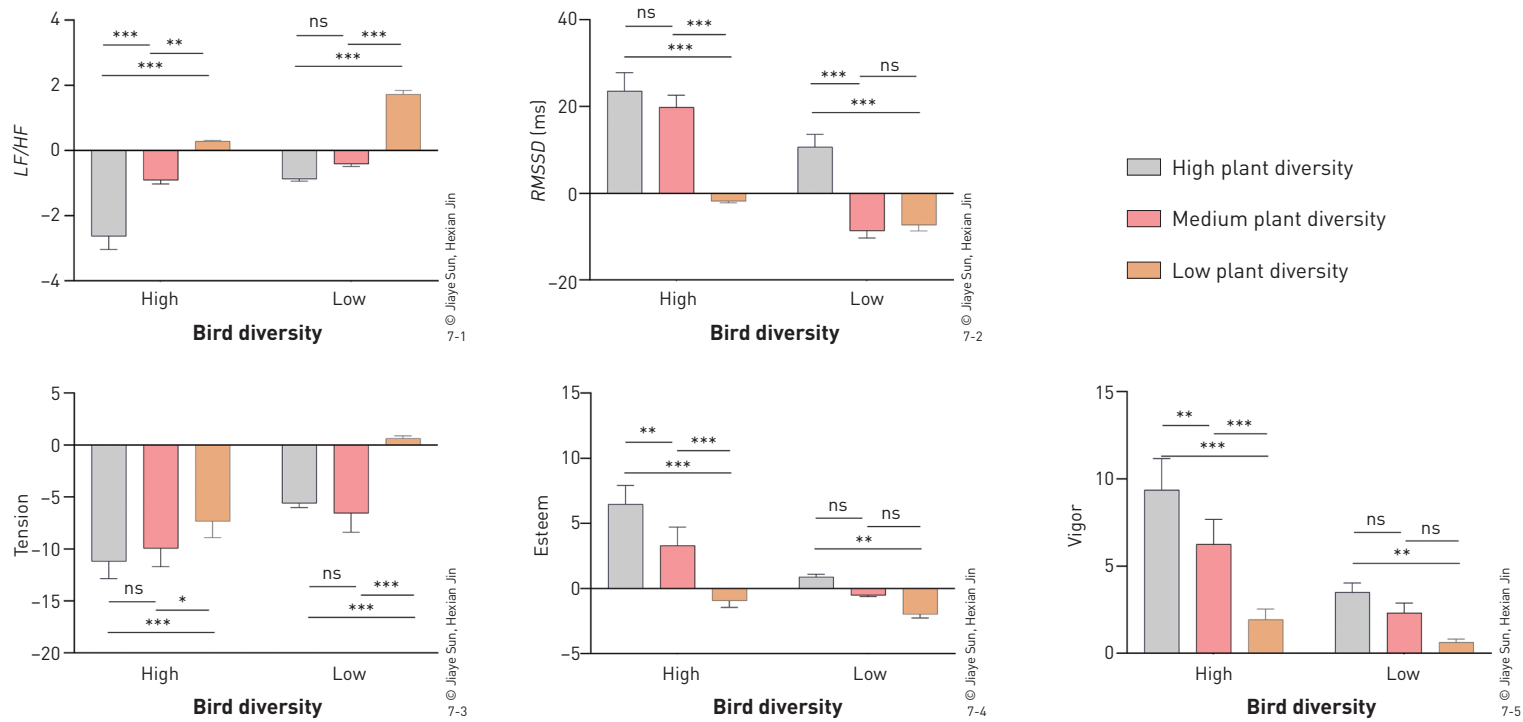 4
2
0
−2
−4
LF/HF
***
**
***
ns
***
***
High
Low
Bird diversity
© Jiaye Sun, Hexian Jin
7-1
40
20
0
−20
RMSSD (ms)
ns
***
***
***
ns
***
High
Low
Bird diversity
© Jiaye Sun, Hexian Jin
7-2
High plant diversity
Medium plant diversity
Low plant diversity
5
0
−5
−10
−15
−20
Tension
ns
*
***
ns
***
***
High
Low
Bird diversity
© Jiaye Sun, Hexian Jin
7-3
15
10
5
0
−5
Esteem
**
***
***
ns
ns
**
High
Low
Bird diversity
© Jiaye Sun, Hexian Jin
7-4
15
10
5
0
Vigor
**
***
***
ns
ns
**
High
Low
Bird diversity
© Jiaye Sun, Hexian Jin
7-5